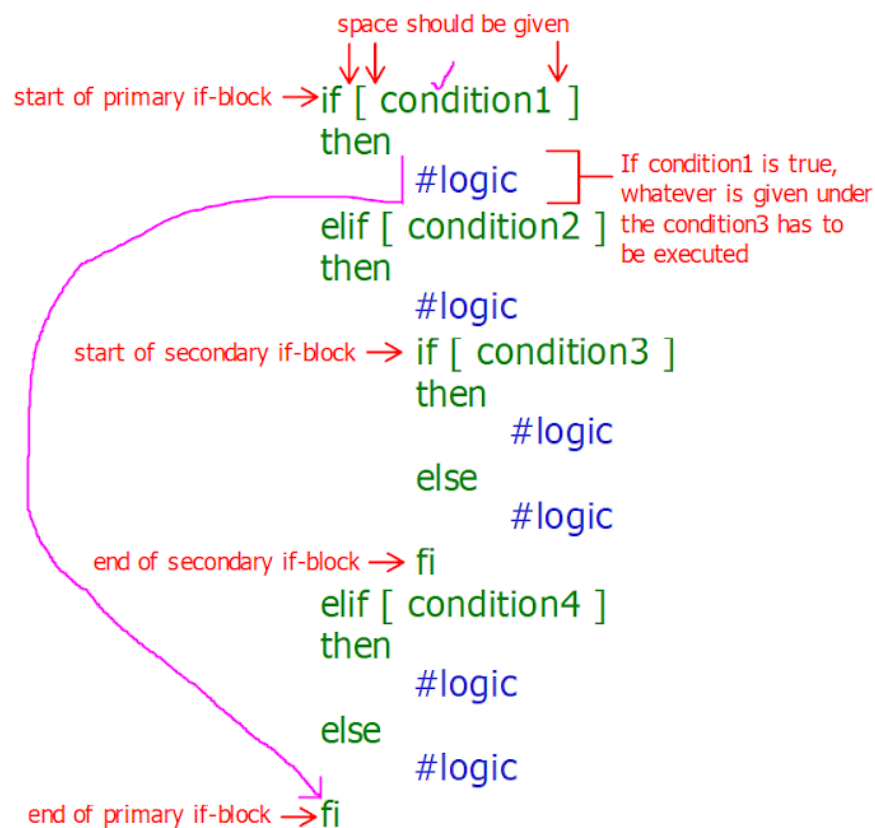 space should be given
start of primary if-block if [ condition1 ]
then
#logic
If condition1 is true,
whatever is given under
the condition3 has to
be executed
elif [ condition2 ]
then
#logic
start of secondary if-block if [ condition3 ]
then
#logic
else
#logic
end of secondary if-block fi
elif [ condition4 ]
then
#logic
else
#logic
end of primary if-block fi